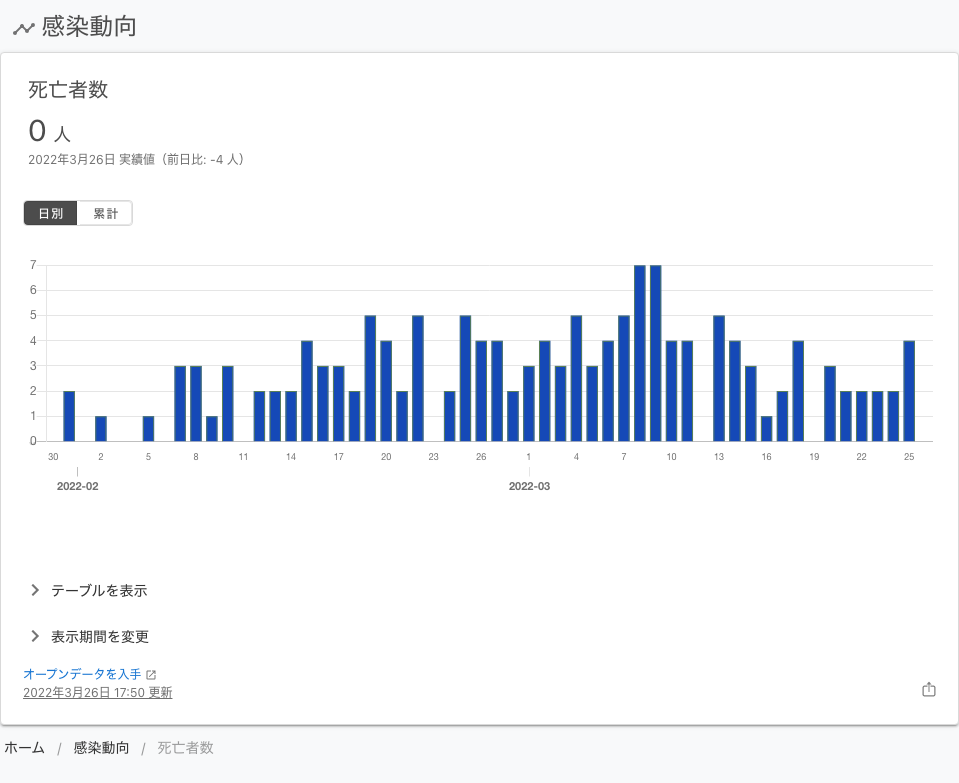 感染動向
死亡者数
0 人
2022年3月26日 実績値（前日比: -4 人）
日別 累計
7
6
5
4
3
2
1
0
30 2 5 8 11 14 17 20 23 26 1 4 7 10 13 16 19 22 25
2022-02 2022-03
テーブルを表示
表示期間を変更
オープンデータを入手
2022年3月26日 17:50 更新
ホーム / 感染動向 / 死亡者数